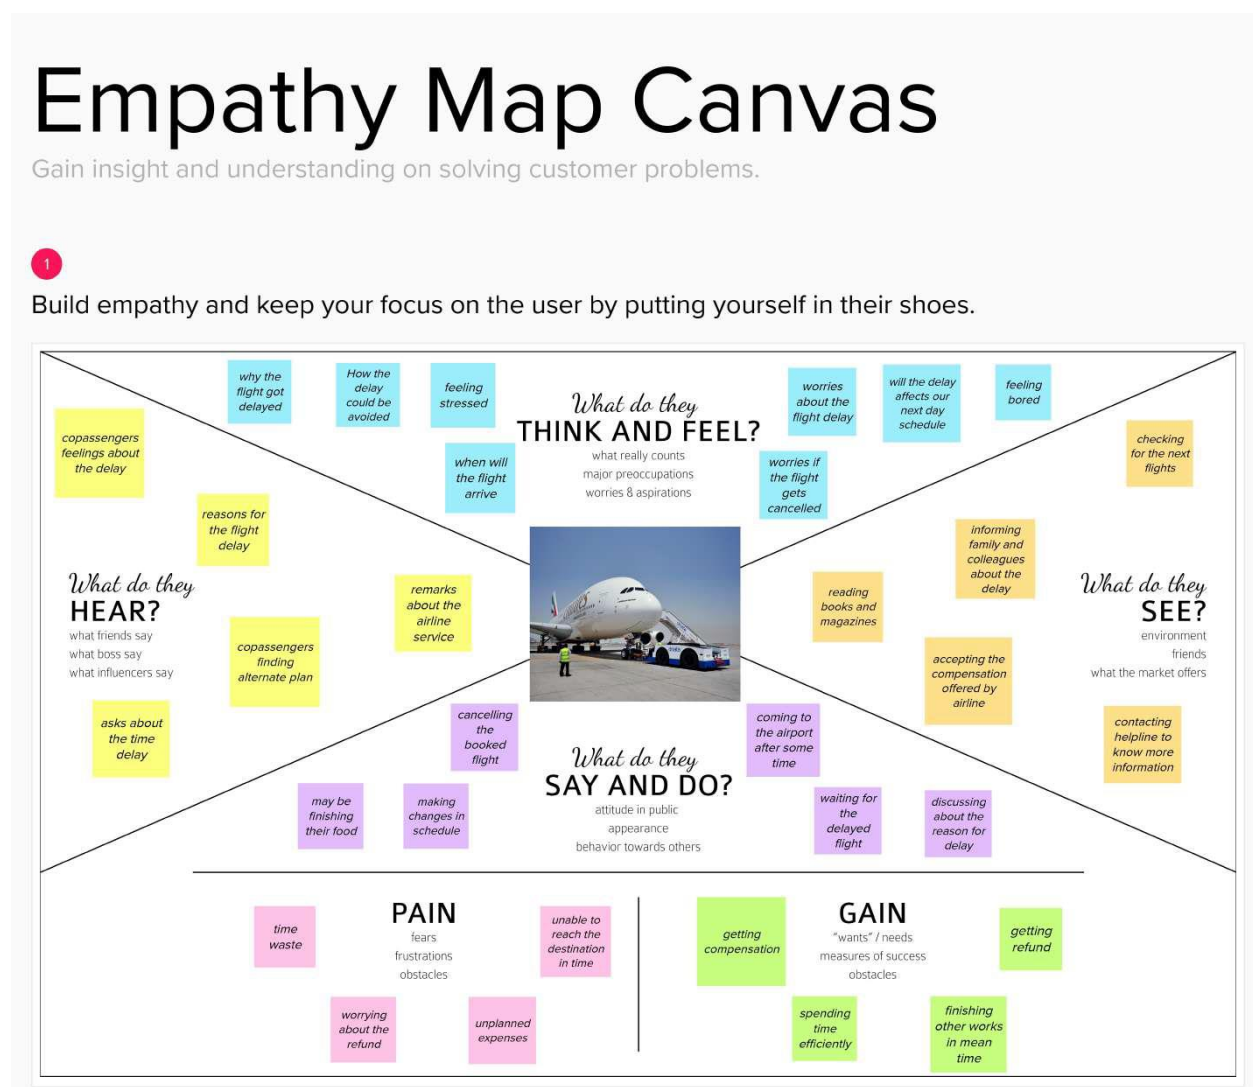 Empathy Map Canvas
Gain insight and understanding on solving customer problems.
1
Build empathy and keep your focus on the user by putting yourself in their shoes.
why the
flight got
delayed
How the
delay
could be
avoided
feeling
stressed
when will
the flight
arrive
What do they
THINK AND FEEL?
what really counts
major preoccupations
worries & aspirations
worries
about the
flight delay
will the delay
affects our
next day
schedule
feeling
bored
worries if
the flight
gets
cancelled
copassengers
feelings about
the delay
reasons for
the flight
delay
What do they
HEAR?
what friends say
what boss say
what influencers say
remarks
about the
airline
service
copassengers
finding
alternate plan
asks about
the time
delay
checking
for the next
flights
informing
family and
colleagues
about the
delay
reading
books and
magazines
What do they
SEE?
environment
friends
what the market offers
accepting the
compensation
offered by
airline
contacting
helpline to
know more
information
cancelling
the
booked
flight
may be
finishing
their food
making
changes in
schedule
What do they
SAY AND DO?
attitude in public
appearance
behavior towards others
coming to
the airport
after some
time
waiting for
the
delayed
flight
discussing
about the
reason for
delay
PAIN
fears
frustrations
obstacles
time
waste
unable to
reach the
destination
in time
worrying
about the
refund
unplanned
expenses
GAIN
"wants" / needs
measures of success
obstacles
getting
compensation
getting
refund
spending
time
efficiently
finishing
other works
in mean
time